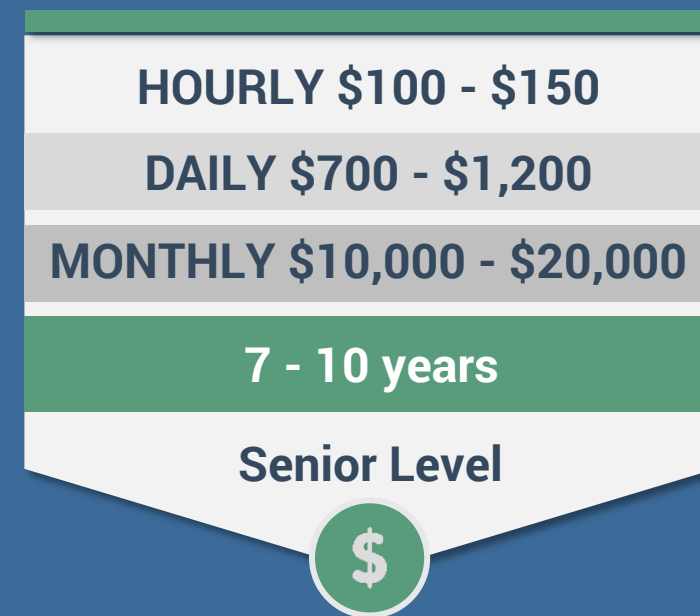 HOURLY $100 - $150
DAILY $700 - $1,200
MONTHLY $10,000 - $20,000
7 - 10 years
Senior Level
$